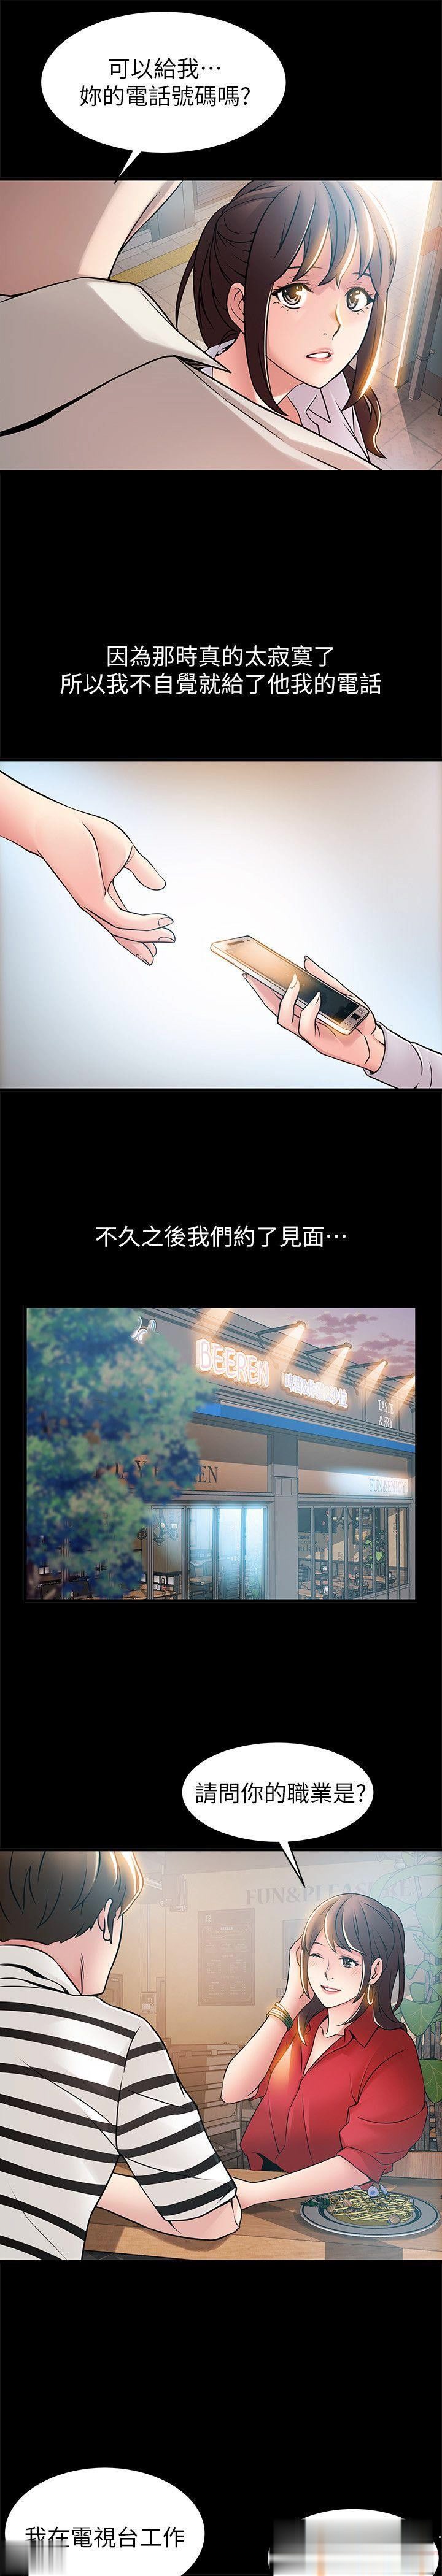 可以給我⋯
妳的電話號碼嗎?
因為那時真的太寂寞了
所以我不自覺就給了他我的電話
不久之後我們約了見面⋯
BEEREN
TASTE
&FRY
請問你的職業是?
FUN&PLEASURE
我在電視台工作